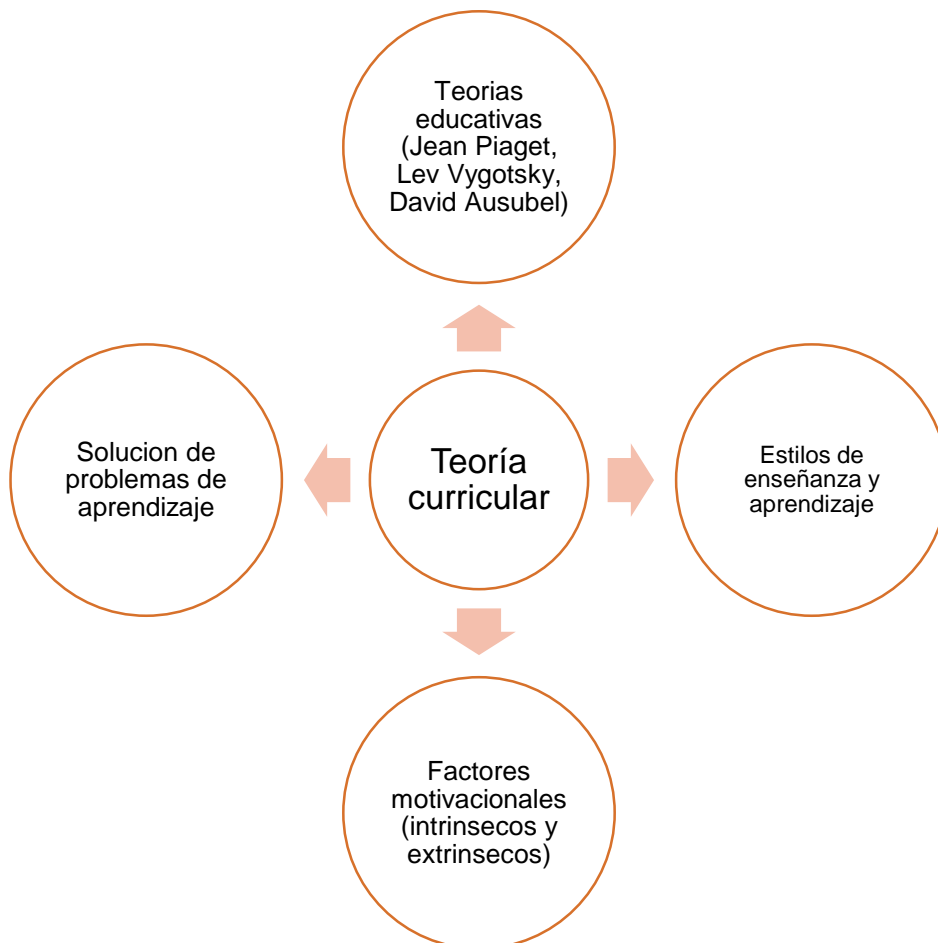 Teorias
educativas
(Jean Piaget,
Lev Vygotsky,
David Ausubel)
Solucion de
problemas de
aprendizaje
Teoría
curricular
Estilos de
enseñanza y
aprendizaje
Factores
motivacionales
(intrinsecos y
extrinsecos)